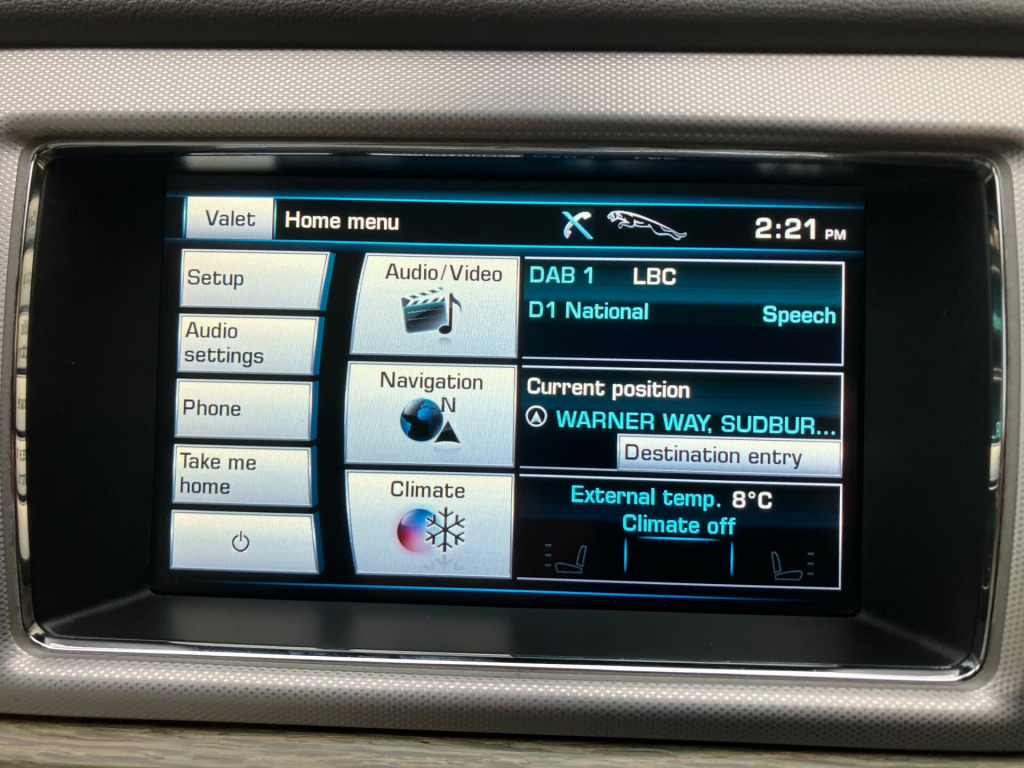 Valet
Home menu
2:21 PM
Setup
Audio
settings
Phone
Take me
home
Audio/Video
Navigation
N
Climate
DAB 1 LBC
D1 National Speech
Current position
WARNER WAY, SUDBUR...
Destination entry
External temp. 8°C
Climate off